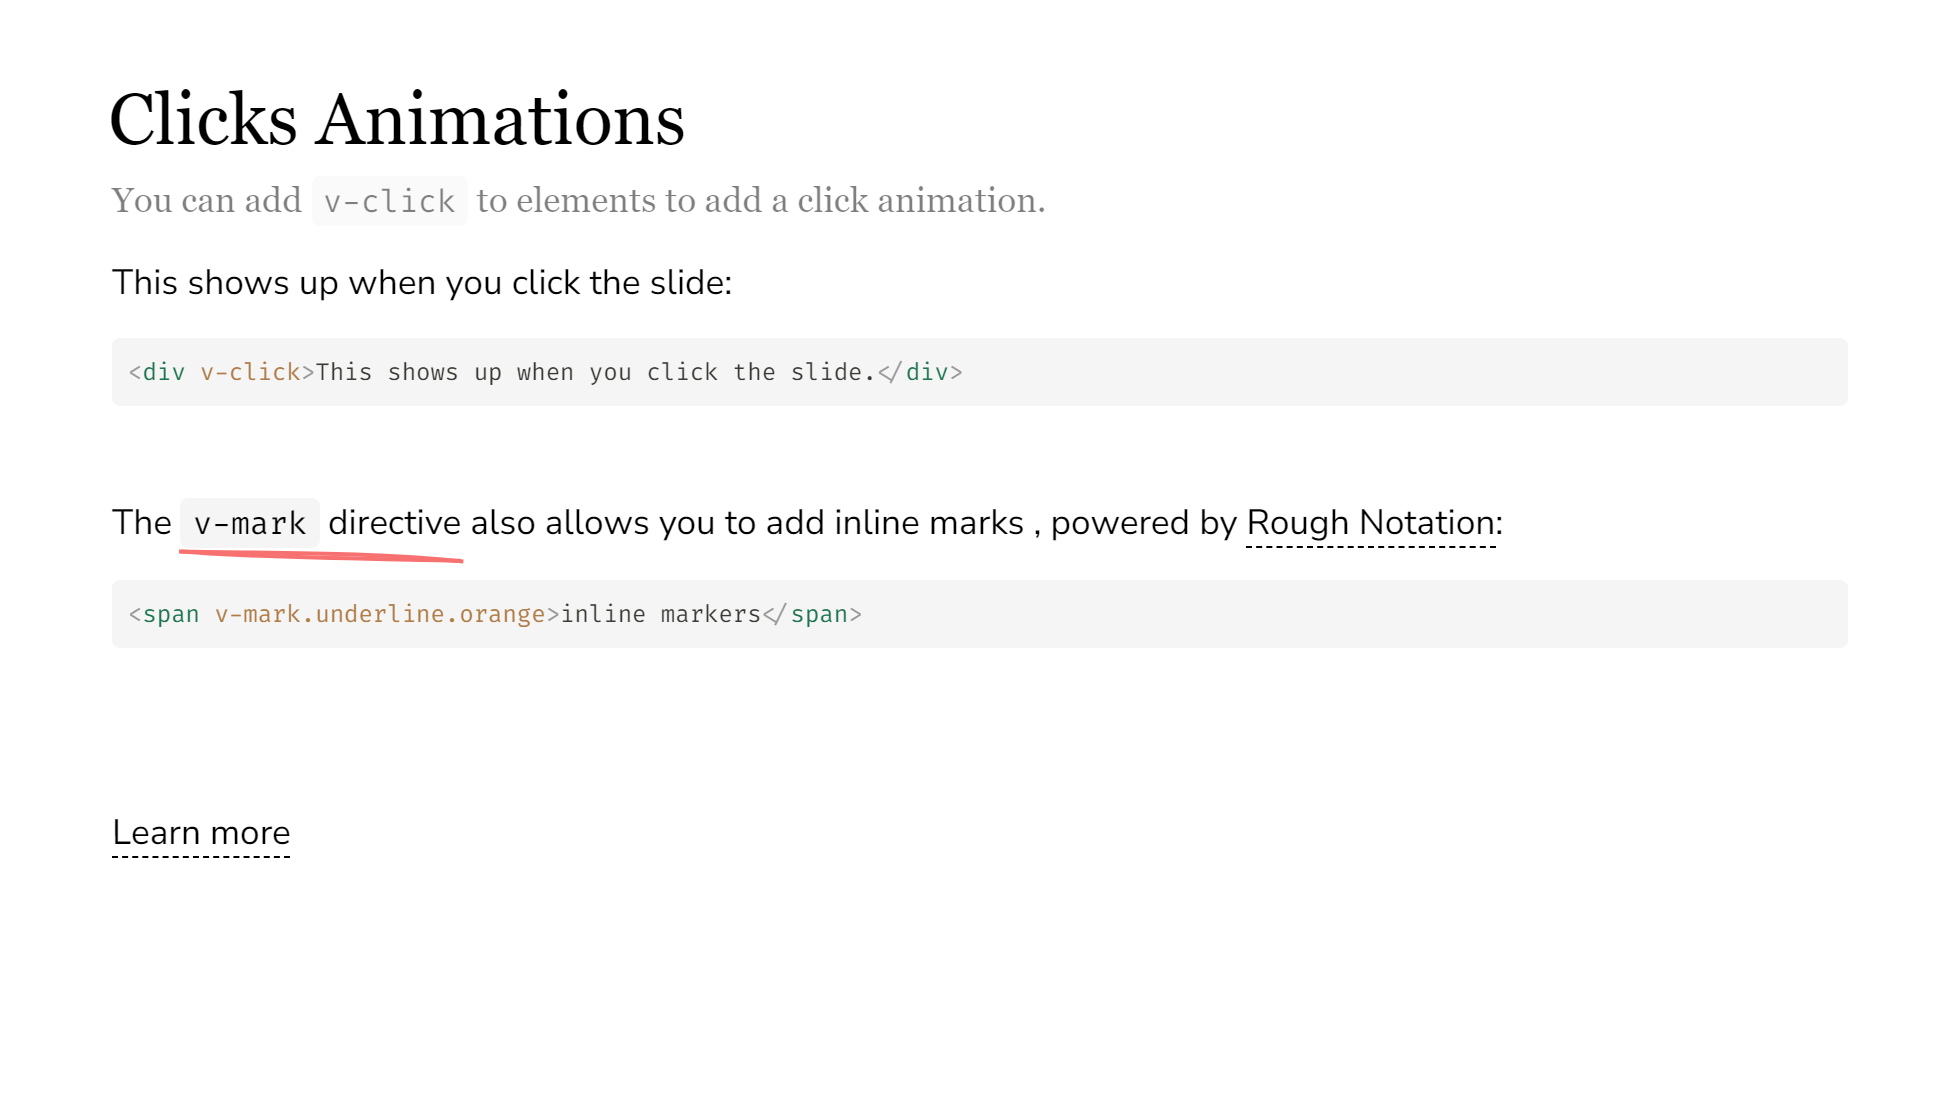 Clicks Animations
You can add v-click to elements to add a click animation.
This shows up when you click the slide:
<div v-click>This shows up when you click the slide.</div>
The v-mark directive also allows you to add inline marks , powered by Rough Notation:
<span v-mark.underline.orange>inline markers</span>
Learn more